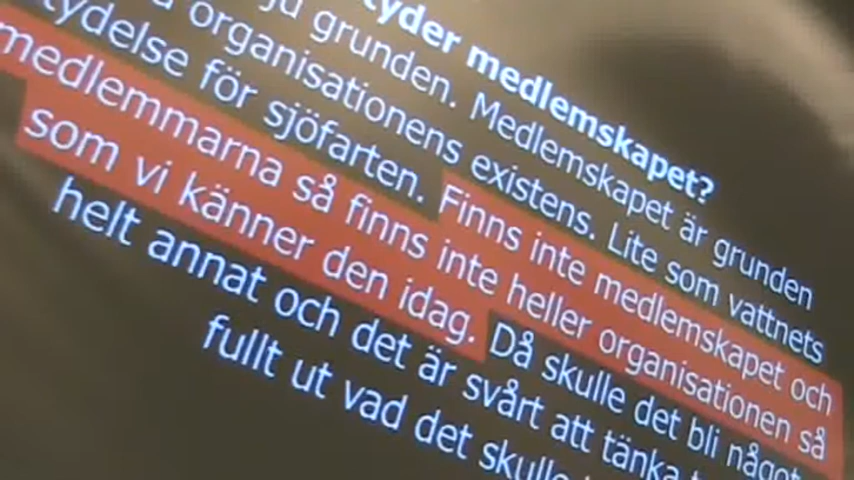 tyder medlemskapet?
grunden. Medlemskapet är grunden
organisationens existens. Lite som vattnets
tydelse för sjöfarten. Finns inte medlemskapet och
medlemmarna så finns inte heller organisationen så
som vi känner den idag. Då skulle det bli något
helt annat och det är svårt att tänka
fullt ut vad det skulle